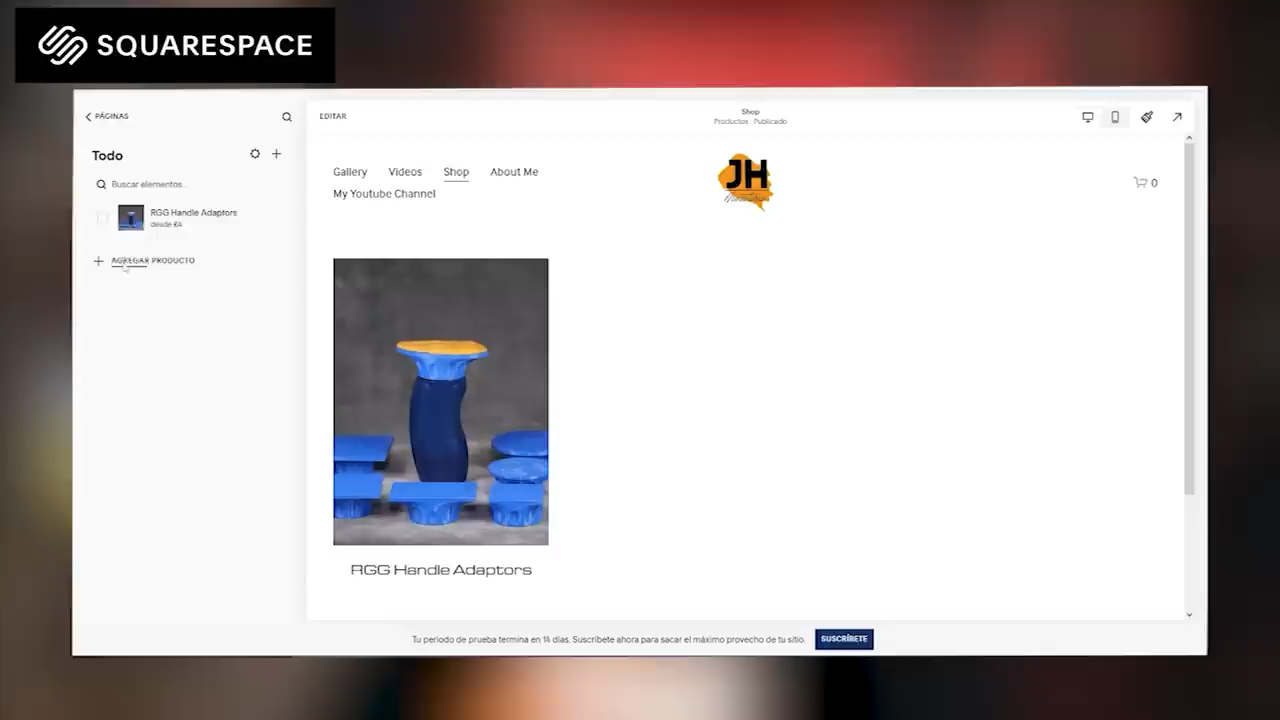 SQUARESPACE
PÁGINAS
EDITAR
Shop
Productos · Publicado
Todo
Buscar elementos...
RGG Handle Adaptors
desde £4
AGREGAR PRODUCTO
Gallery
Videos
Shop
About Me
My Youtube Channel
JH
0
RGG Handle Adaptors
Tu periodo de prueba termina en 14 días. Suscríbete ahora para sacar el máximo provecho de tu sitio.
SUSCRÍBETE